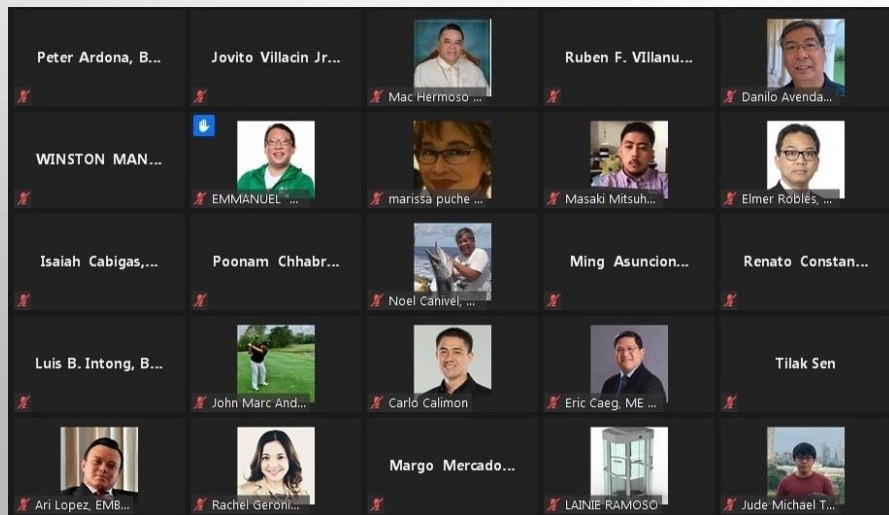 Peter Ardona, B...
Jovito Villacin Jr...
Mac Hermoso ...
Ruben F. VIllanu...
Danilo Avenda...
WINSTON MAN...
EMMANUEL "...
marissa puche ...
Masaki Mitsuh...
Elmer Robles, ...
Isaiah Cabigas,...
Poonam Chhabr...
Noel Canivel, ...
Ming Asuncion...
Renato Constan...
Luis B. Intong, B...
John Marc And...
Carlo Calimon
Eric Caeg, ME ...
Tilak Sen
Ari Lopez, EMB...
Rachel Geroni...
Margo Mercado...
LAINIE RAMOSO
Jude Michael T...